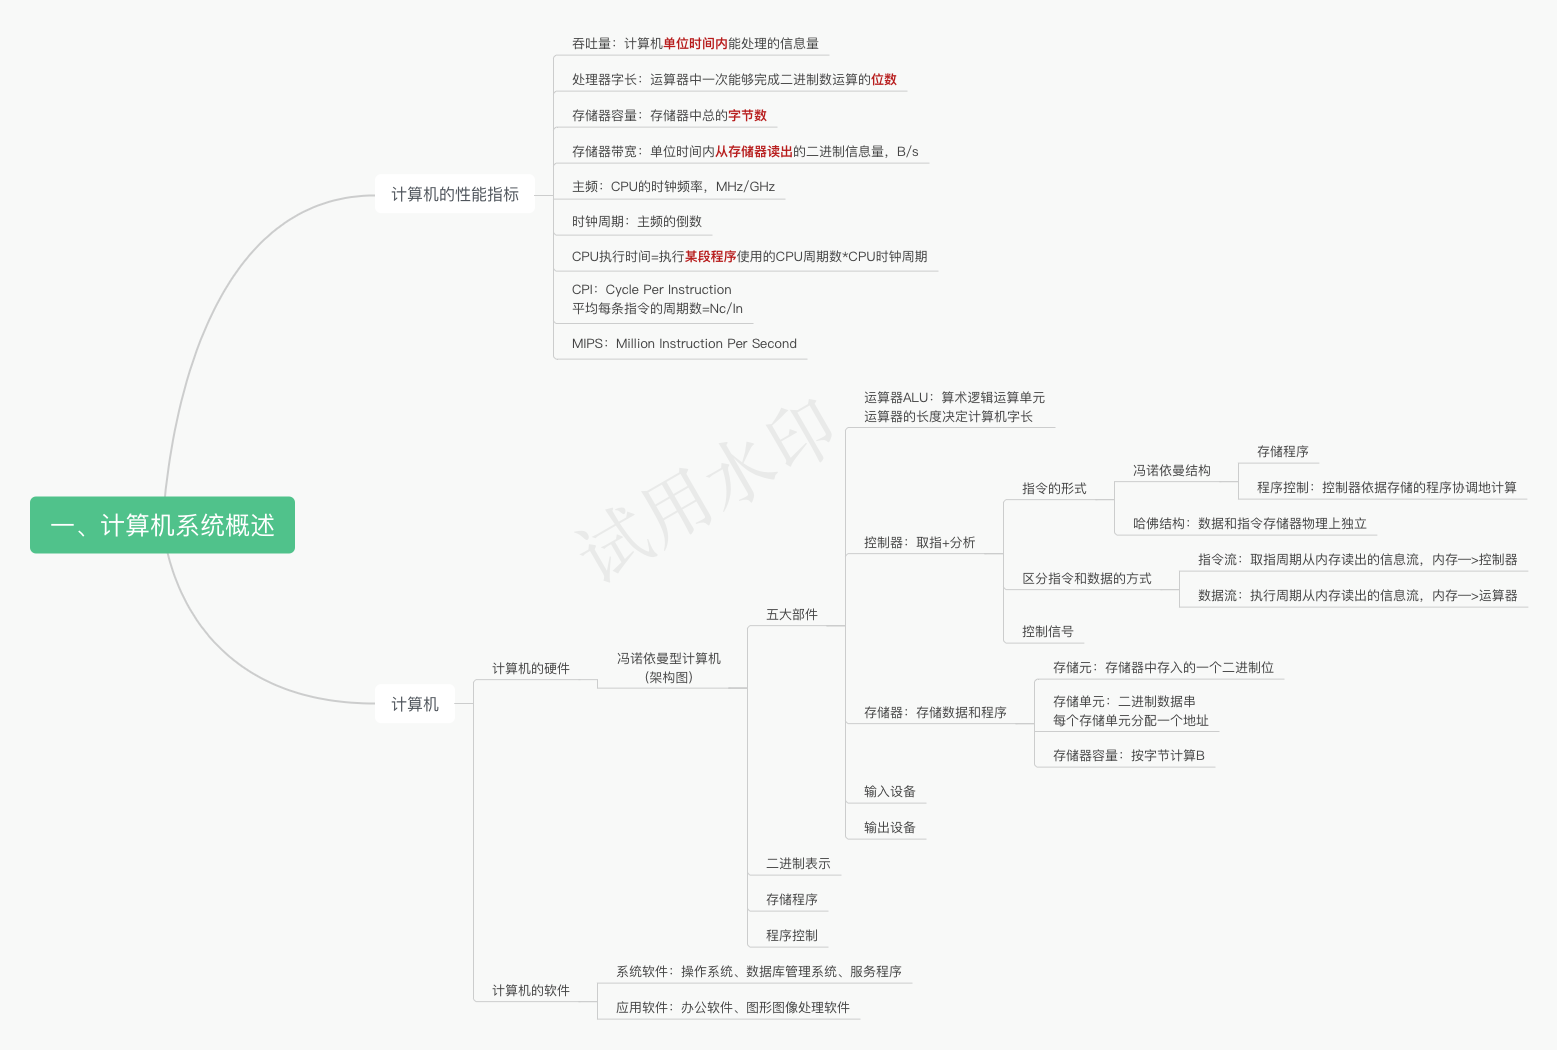 吞吐量：计算机单位时间内能处理的信息量
处理器字长：运算器中一次能够完成二进制数运算的位数
存储器容量：存储器中总的字节数
存储器带宽：单位时间内从存储器读出的二进制信息量，B/s
计算机的性能指标
主频：CPU的时钟频率，MHz/GHz
时钟周期：主频的倒数
CPU执行时间=执行某段程序使用的CPU周期数*CPU时钟周期
CPI：Cycle Per Instruction
平均每条指令的周期数=Nc/In
MIPS：Million Instruction Per Second
一、计算机系统概述
试用水印
计算机
计算机的硬件
冯诺依曼型计算机
(架构图)
五大部件
运算器ALU：算术逻辑运算单元
运算器的长度决定计算机字长
控制器：取指+分析
指令的形式
冯诺依曼结构
存储程序
程序控制：控制器依据存储的程序协调地计算
哈佛结构：数据和指令存储器物理上独立
区分指令和数据的方式
指令流：取指周期从内存读出的信息流，内存—>控制器
数据流：执行周期从内存读出的信息流，内存—>运算器
控制信号
存储器：存储数据和程序
存储元：存储器中存入的一个二进制位
存储单元：二进制数据串
每个存储单元分配一个地址
存储器容量：按字节计算B
输入设备
输出设备
二进制表示
存储程序
程序控制
计算机的软件
系统软件：操作系统、数据库管理系统、服务程序
应用软件：办公软件、图形图像处理软件